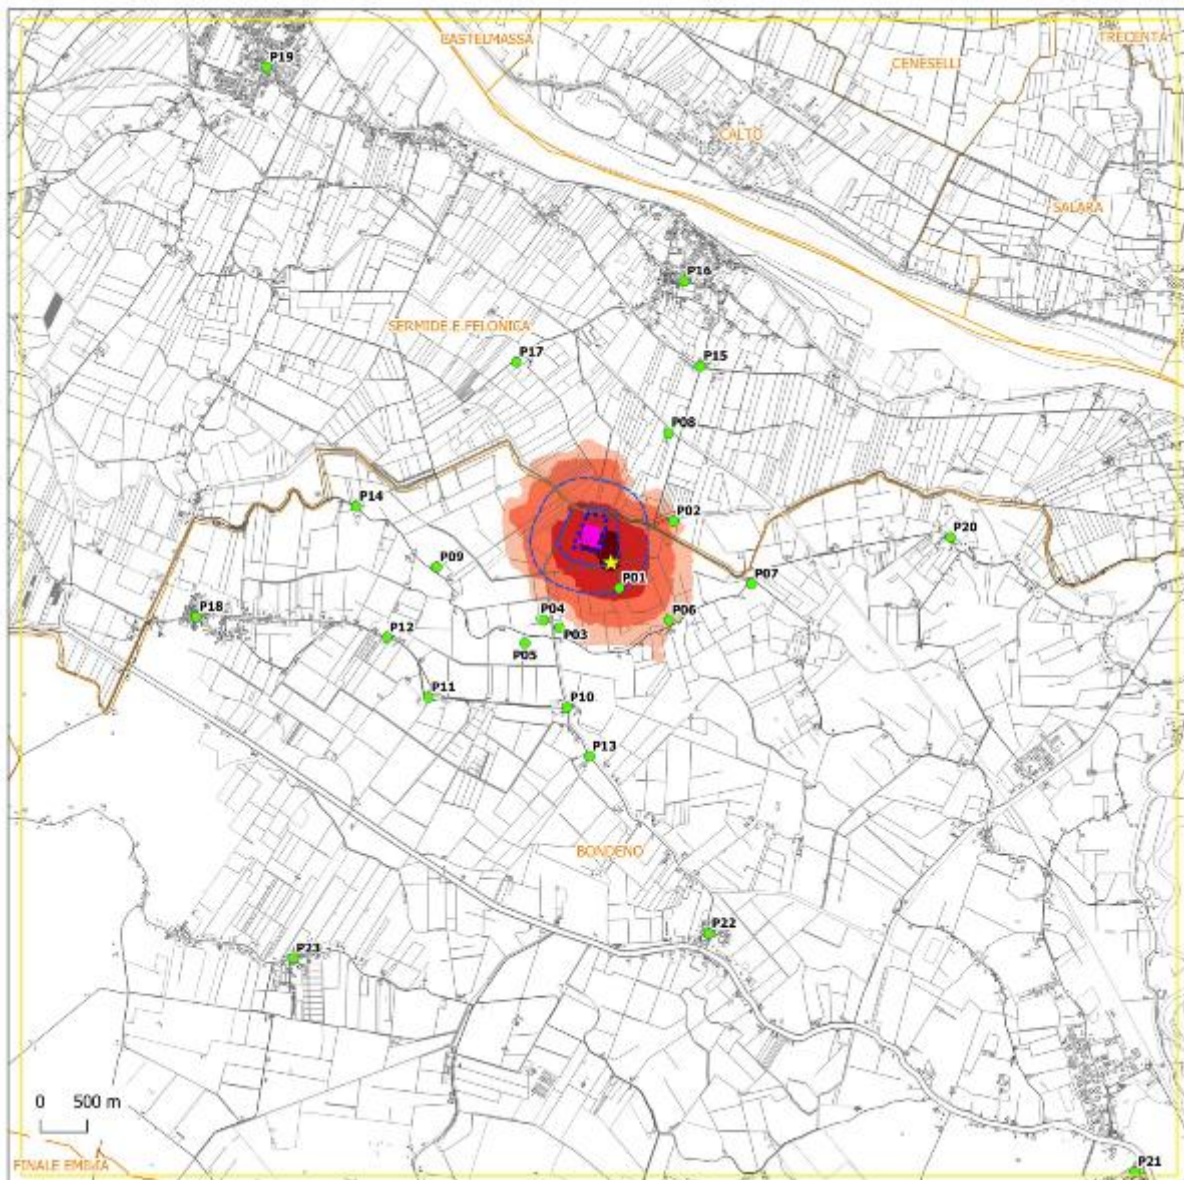 CASTELMASSA
TRECENTA
CENESELLI
P19
CALTO
SALARA
P16
SERMIDE E FELONICA
P17
P15
P08
P14
P02
P20
P09
P01
P07
P18
P04
P06
P12
P03
P05
P11
P10
P13
BONDENO
P22
P23
0 500 m
FINALE EMILIA
P21